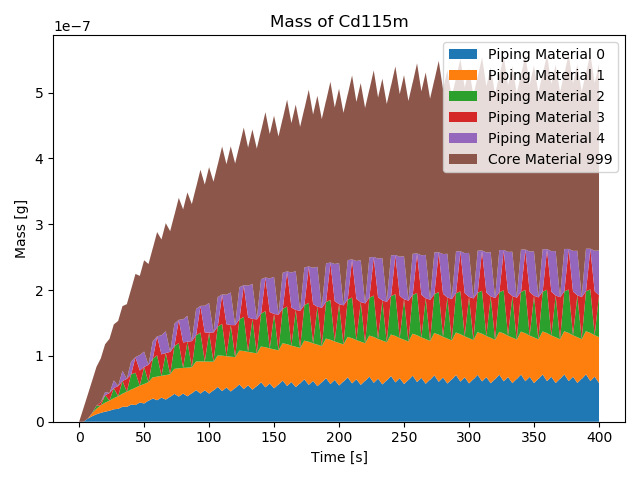 Mass of Cd115m
1e−7
Piping Material 0
Piping Material 1
Piping Material 2
Piping Material 3
Piping Material 4
Core Material 999
5
4
3
2
1
0
Mass [g]
0 50 100 150 200 250 300 350 400
Time [s]